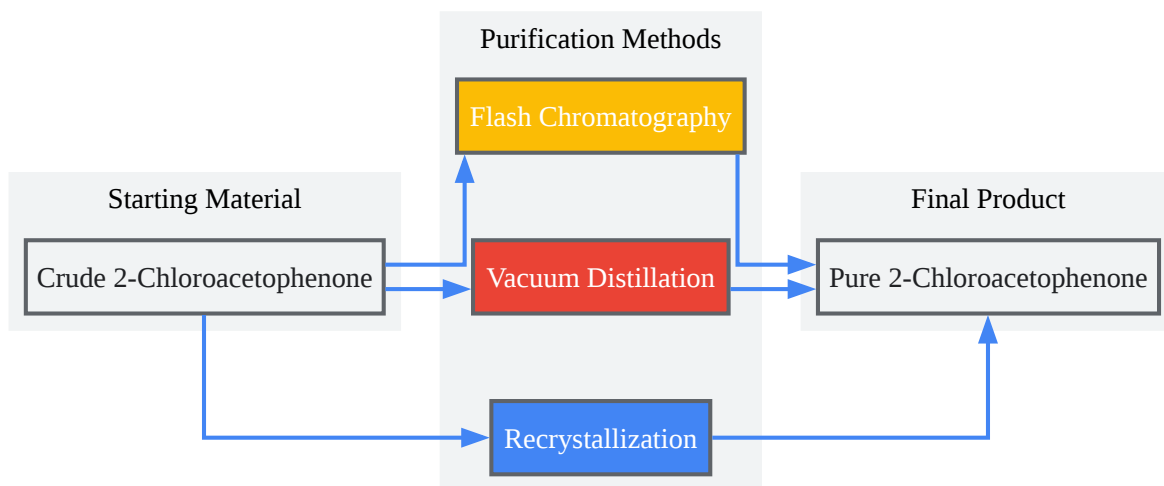 Purification Methods
Flash Chromatography
Starting Material
Final Product
Crude 2-Chloroacetophenone
Vacuum Distillation
Pure 2-Chloroacetophenone
Recrystallization